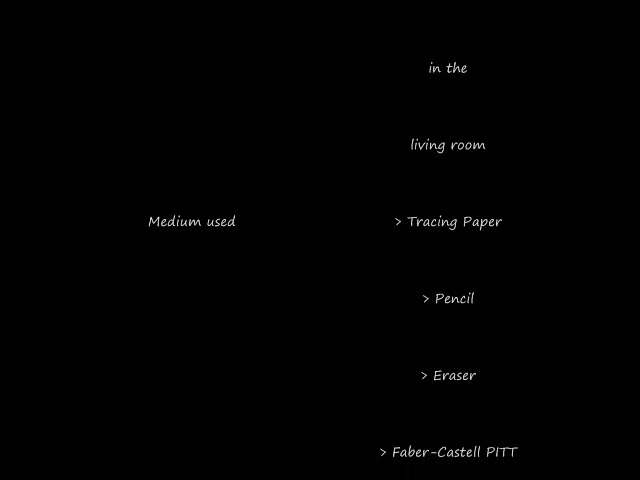 in the
living room
Medium used
> Tracing Paper
> Pencil
> Eraser
> Faber-Castell PITT